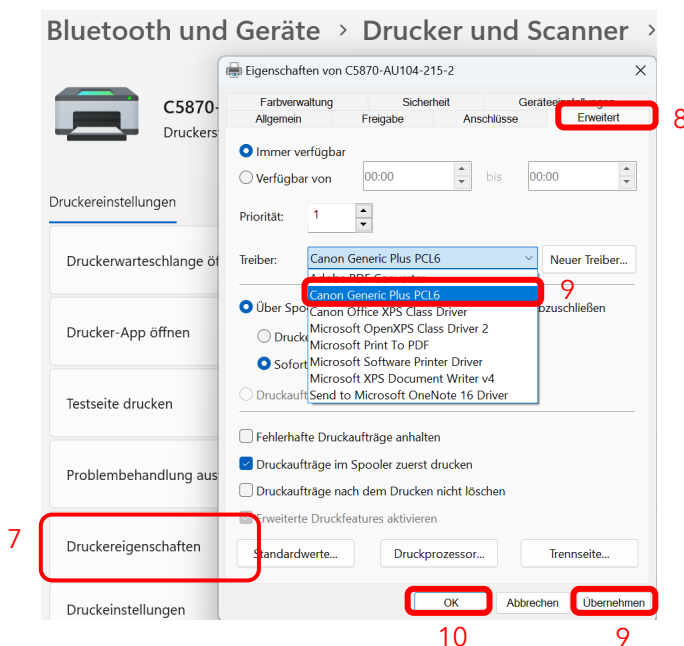 Bluetooth und Geräte > Drucker und Scanner >
Eigenschaften von C5870-AU104-215-2
C5870-
Druckers
Farbverwaltung Sicherheit Geräteeinstellungen
Allgemein Freigabe Anschlüsse Erweitert
8
Immer verfügbar
Verfügbar von 00:00 bis 00:00
Druckereinstellungen
Priorität: 1
Druckerwarteschlange öf
Treiber: Canon Generic Plus PCL6 Neuer Treiber...
Adobe PDF Converter
Canon Generic Plus PCL6
9
Über Spo
bzuschließen
Canon Office XPS Class Driver
Drucker-App öffnen
Drucke
Microsoft OpenXPS Class Driver 2
Microsoft Print To PDF
Sofort
Microsoft Software Printer Driver
Microsoft XPS Document Writer v4
Druckauft
Send to Microsoft OneNote 16 Driver
Testseite drucken
Fehlerhafte Druckaufträge anhalten
Druckaufträge im Spooler zuerst drucken
Problembehandlung aus
Druckaufträge nach dem Drucken nicht löschen
Erweiterte Druckfeatures aktivieren
7
Druckereigenschaften
Standardwerte... Druckprozessor... Trennseite...
Druckeinstellungen
OK Abbrechen Übernehmen
10 9